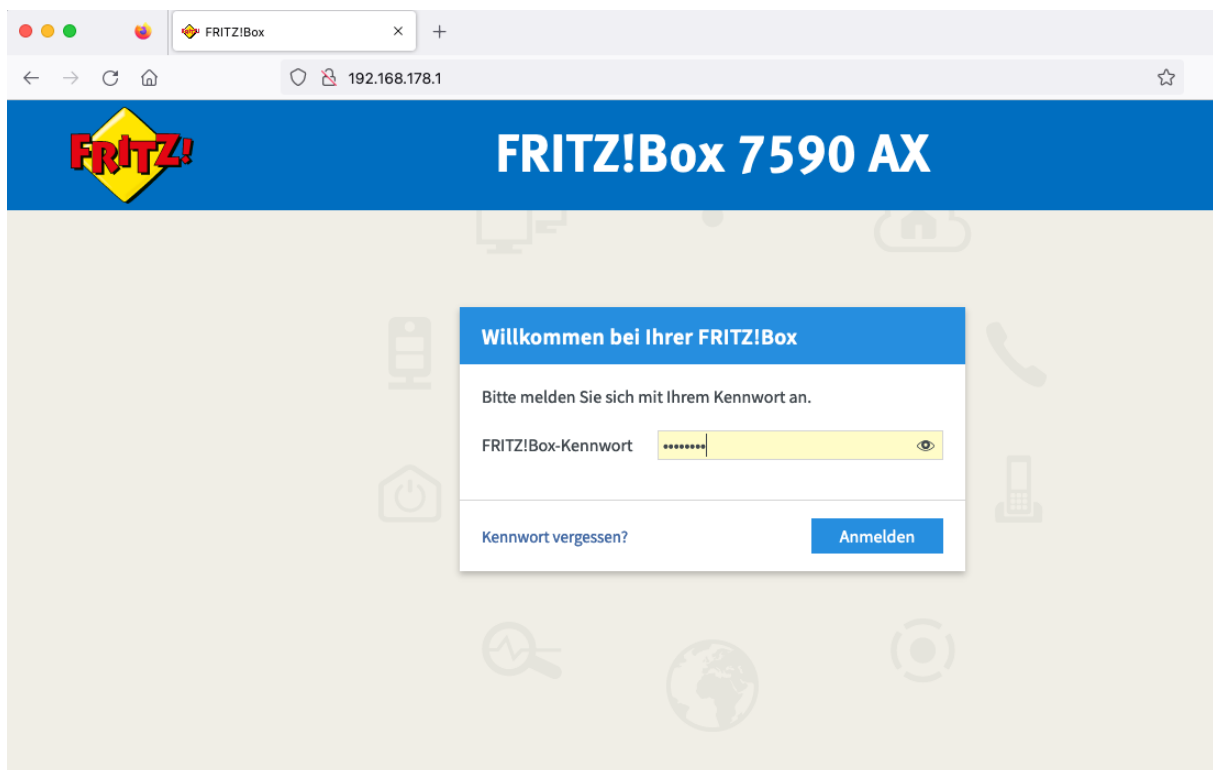 FRITZ!Box
192.168.178.1
FRITZ!
FRITZ!Box 7590 AX
Willkommen bei Ihrer FRITZ!Box
Bitte melden Sie sich mit Ihrem Kennwort an.
FRITZ!Box-Kennwort ••••••••
Kennwort vergessen? Anmelden